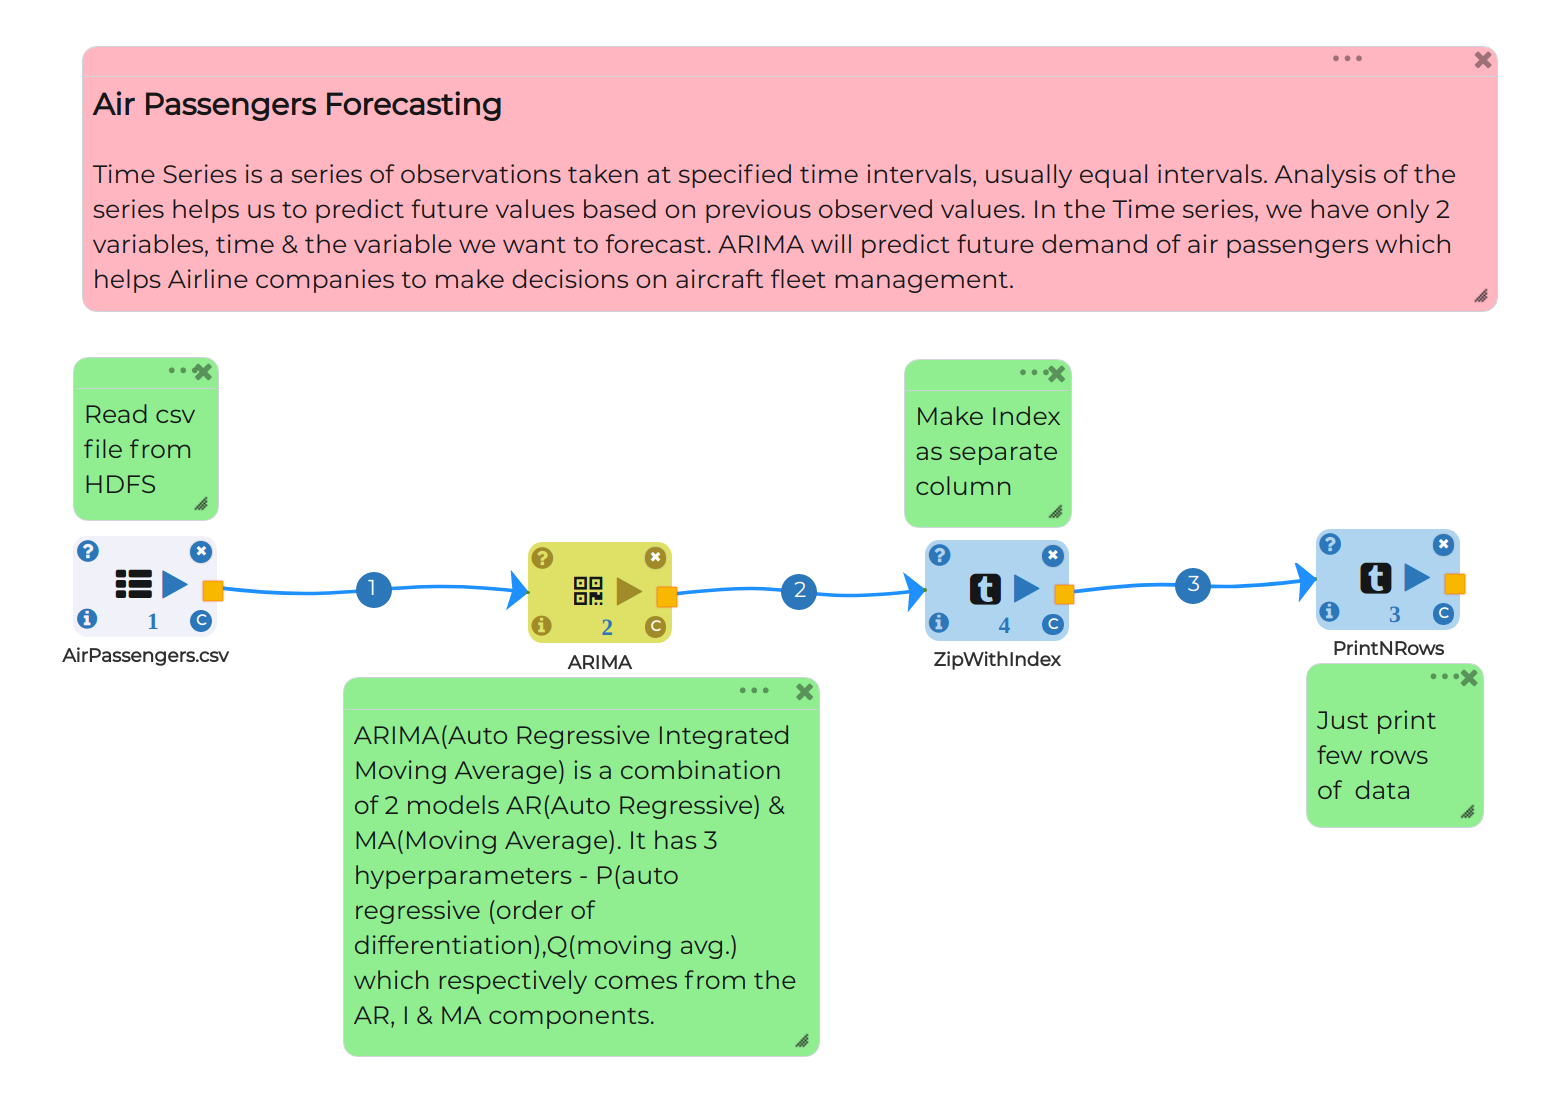 Air Passengers Forecasting
Time Series is a series of observations taken at specified time intervals, usually equal intervals. Analysis of the
series helps us to predict future values based on previous observed values. In the Time series, we have only 2
variables, time & the variable we want to forecast. ARIMA will predict future demand of air passengers which
helps Airline companies to make decisions on aircraft fleet management.
Read csv
file from
HDFS
Make Index
as separate
column
1
C
AirPassengers.csv
1
2
C
ARIMA
2
t
4
C
ZipWithIndex
3
t
3
C
PrintNRows
ARIMA(Auto Regressive Integrated
Moving Average) is a combination
of 2 models AR(Auto Regressive) &
MA(Moving Average). It has 3
hyperparameters - P(auto
regressive (order of
differentiation),Q(moving avg.)
which respectively comes from the
AR, I & MA components.
Just print
few rows
of  data